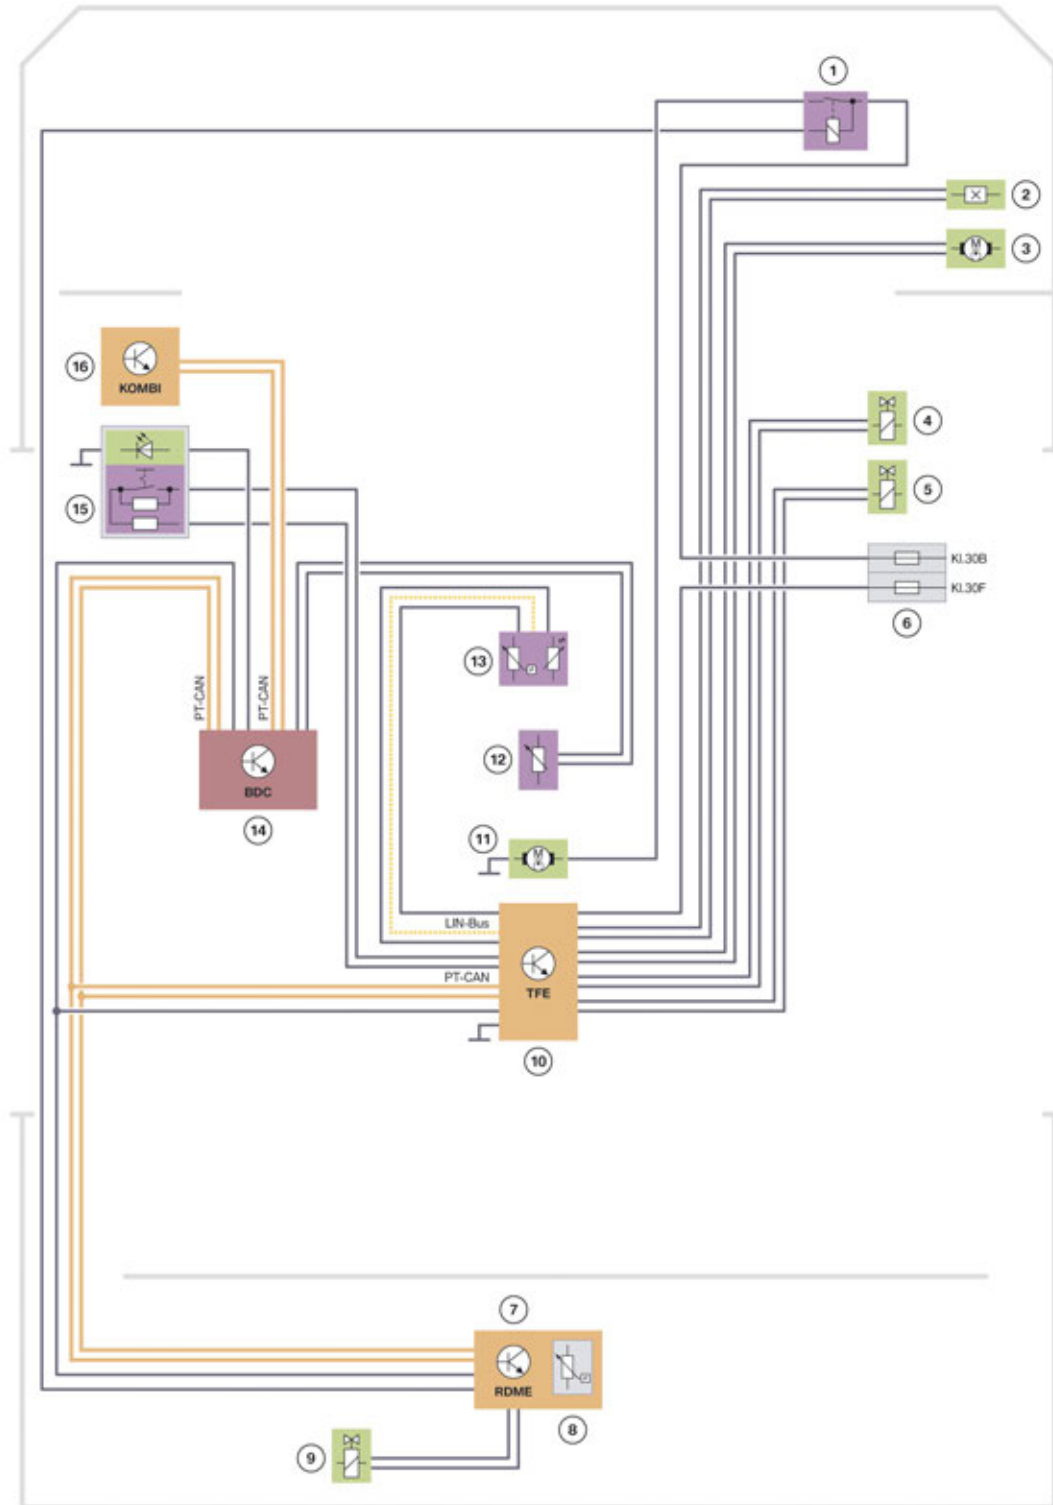 1
2
3
16
KOMBI
4
15
5
Kl.30B
Kl.30F
6
13
PT-CAN
PT-CAN
12
BDC
14
11
LIN-Bus
PT-CAN
TFE
10
7
RDME
8
9
M
M